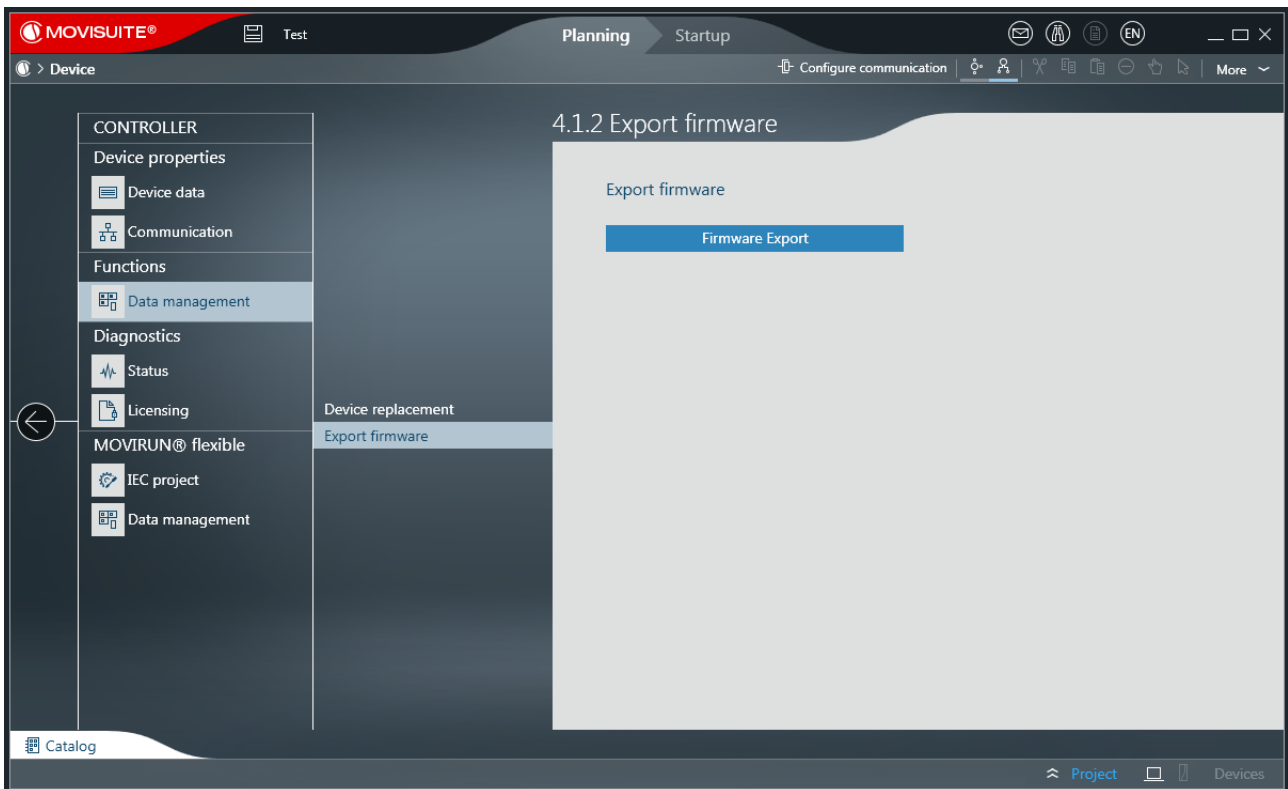 MOVISUITE®
Test
Planning
Startup
EN
> Device
Configure communication
More
CONTROLLER
Device properties
Device data
Communication
Functions
Data management
Diagnostics
Status
Licensing
MOVIRUN® flexible
IEC project
Data management
Device replacement
Export firmware
4.1.2 Export firmware
Export firmware
Firmware Export
Catalog
Project
Devices